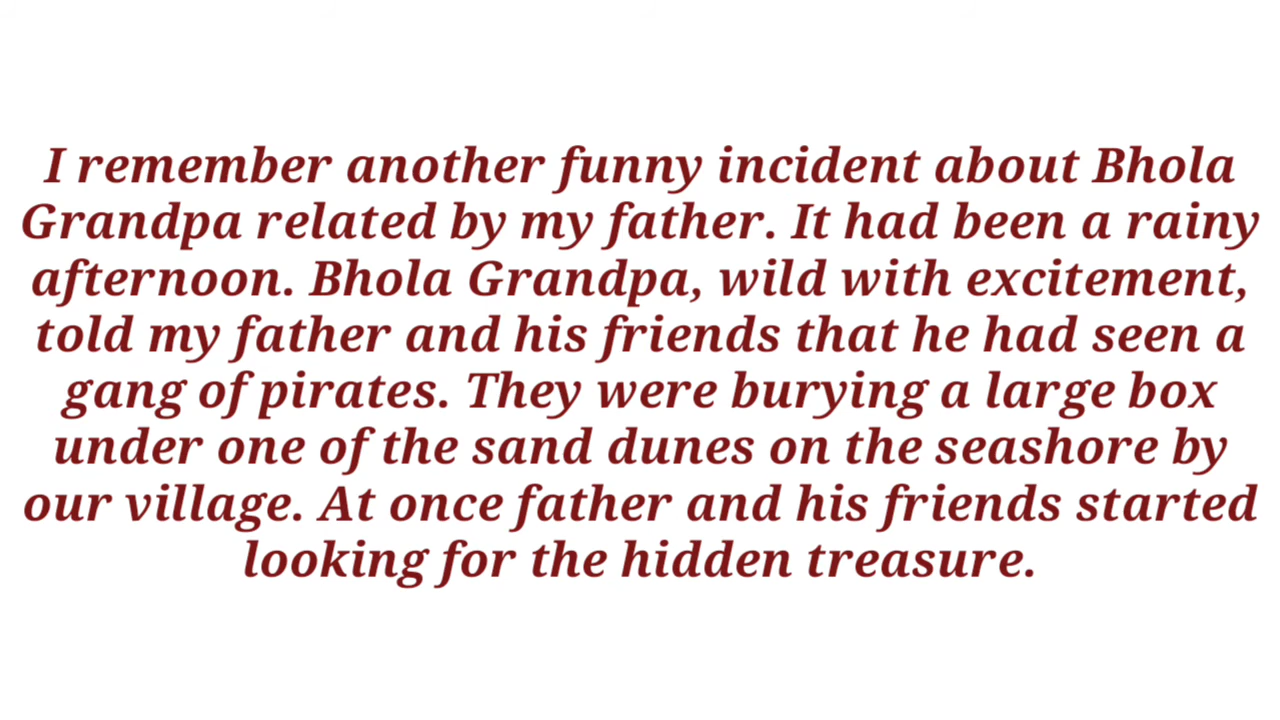 I remember another funny incident about Bhola
Grandpa related by my father. It had been a rainy
afternoon. Bhola Grandpa, wild with excitement,
told my father and his friends that he had seen a
gang of pirates. They were burying a large box
under one of the sand dunes on the seashore by
our village. At once father and his friends started
looking for the hidden treasure.